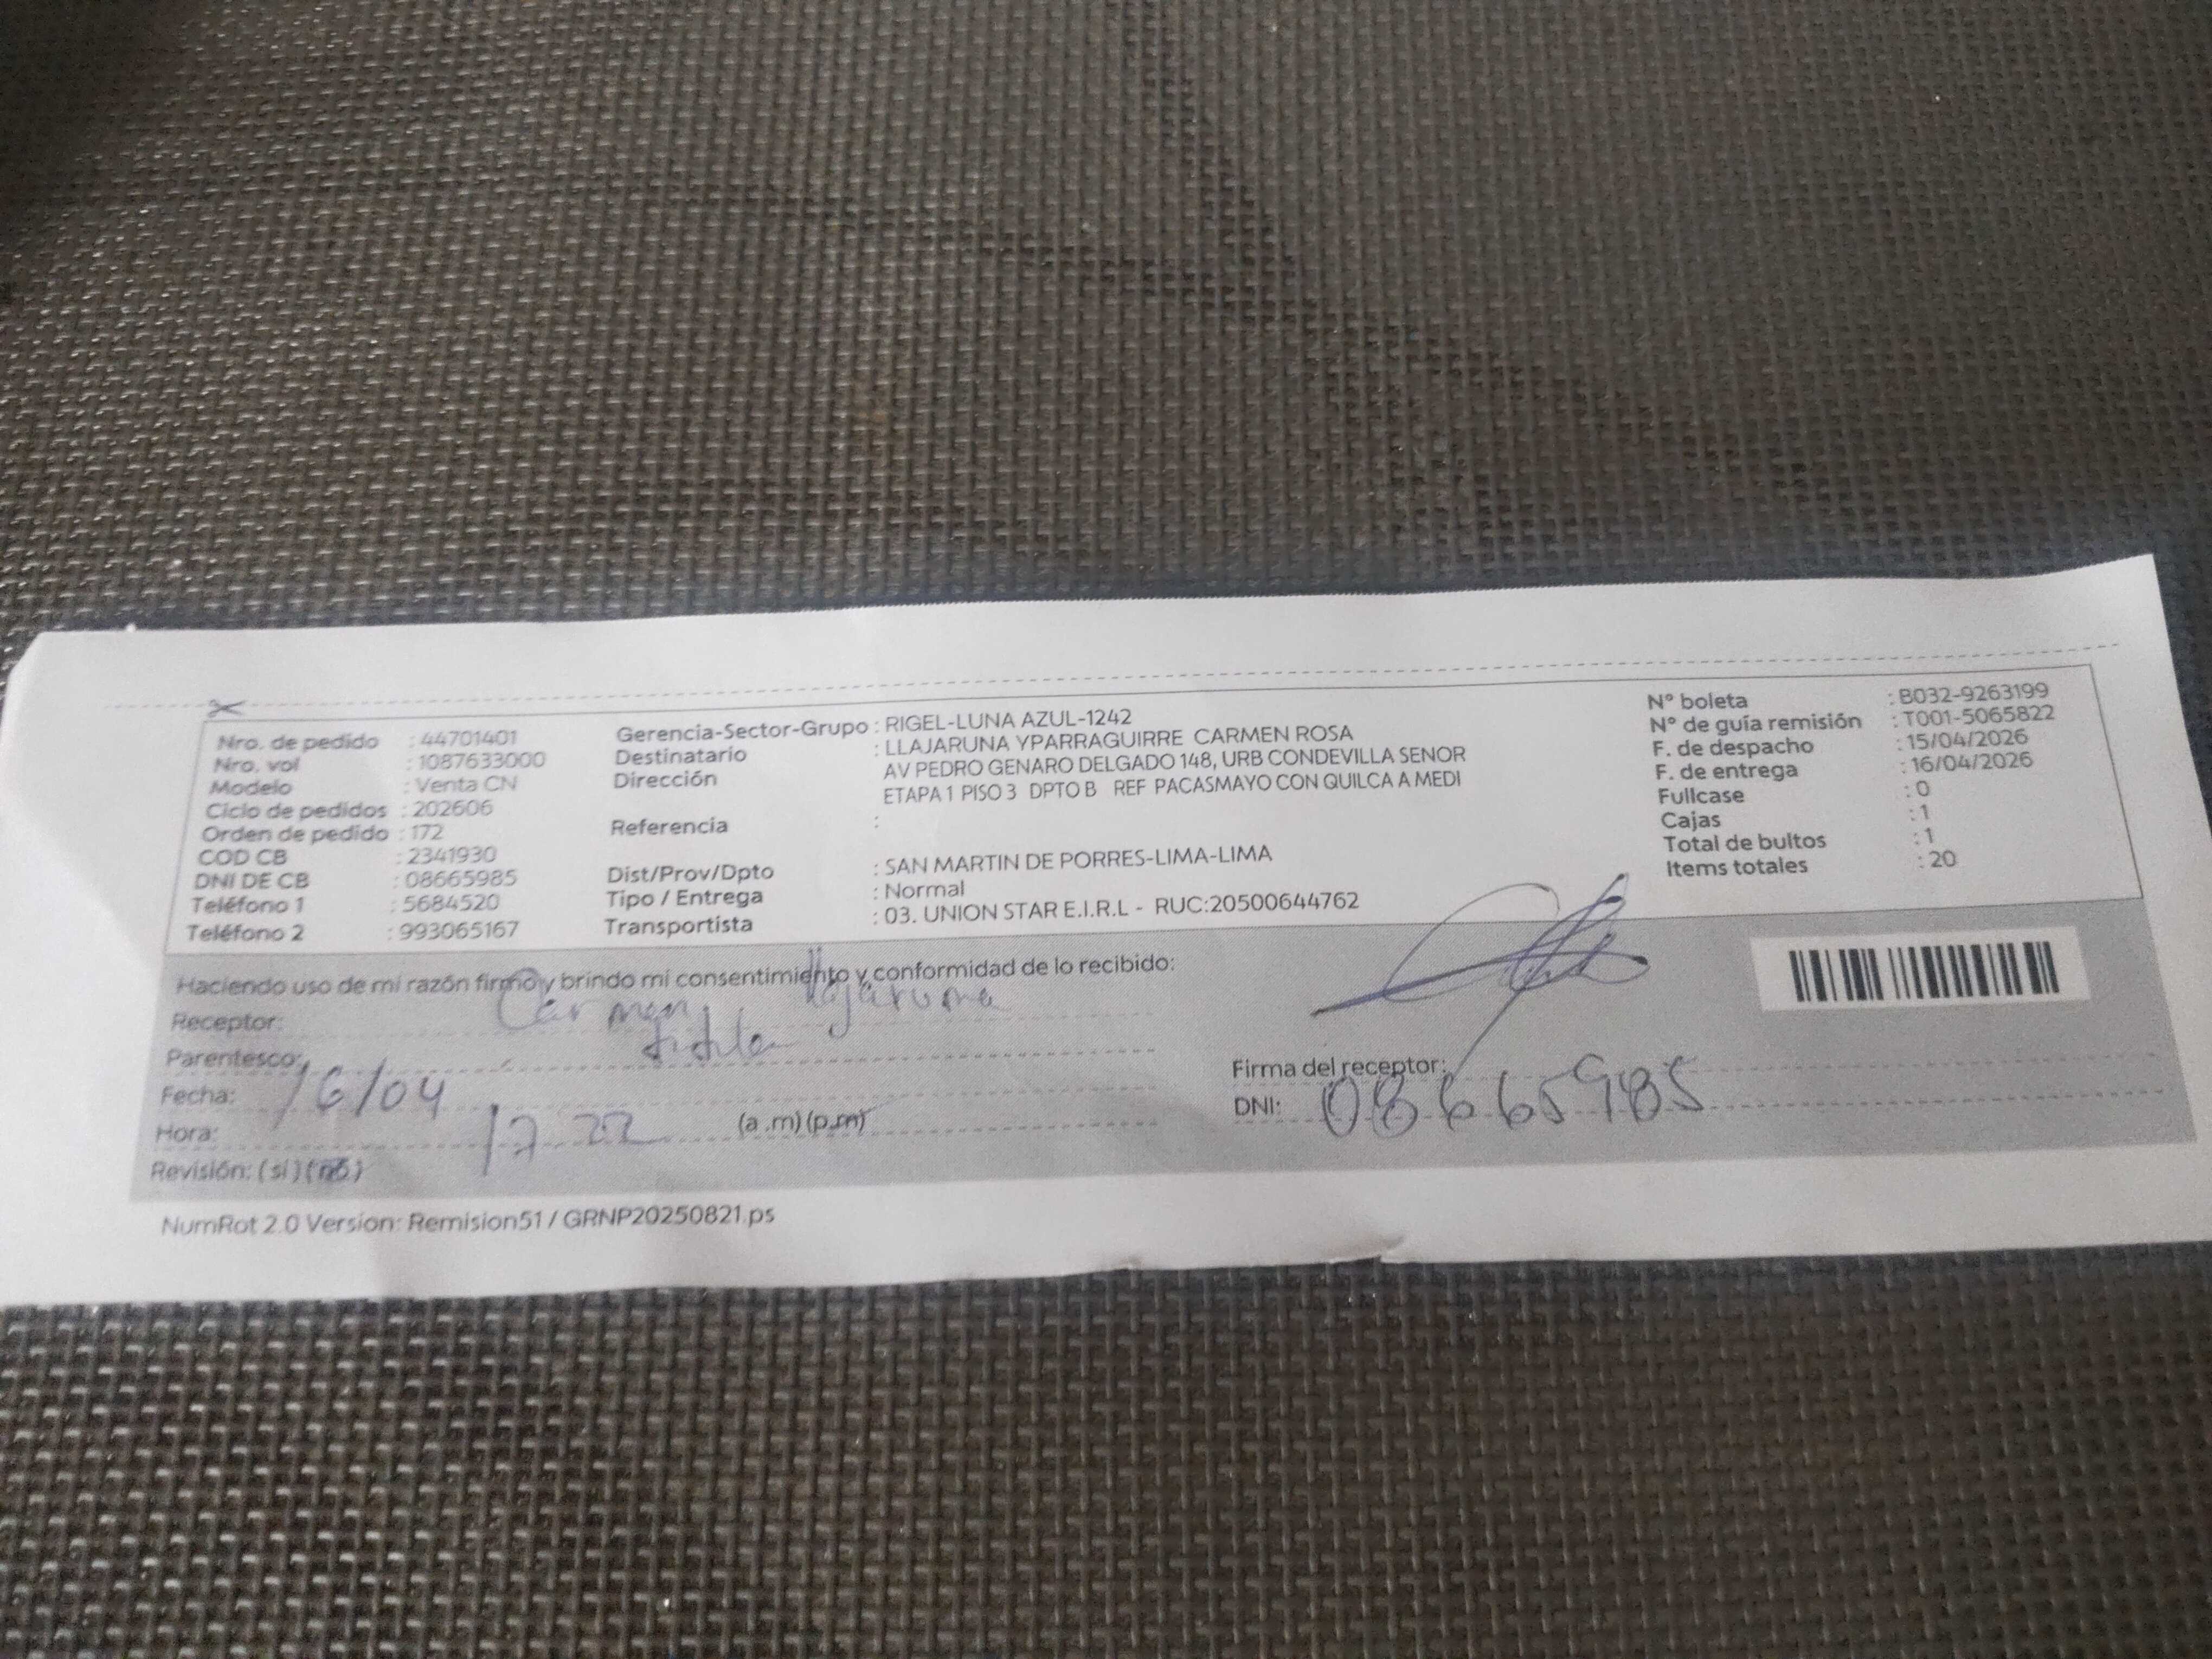 Nro. de pedido : 44701401
Nro. vol : 1087633000
Modelo : Venta CN
Ciclo de pedidos : 202606
Orden de pedido : 172
COD CB : 2341930
DNI DE CB : 08665985
Teléfono 1 : 5684520
Teléfono 2 : 993065167
Gerencia-Sector-Grupo : RIGEL-LUNA AZUL-1242
Destinatario : LLAJARUNA YPARRAGUIRRE CARMEN ROSA
Dirección AV PEDRO GENARO DELGADO 148, URB CONDEVILLA SENOR
ETAPA 1 PISO 3 DPTO B REF PACASMAYO CON QUILCA A MEDI
Referencia :
Dist/Prov/Dpto : SAN MARTIN DE PORRES-LIMA-LIMA
Tipo / Entrega : Normal
Transportista : 03. UNION STAR E.I.R.L - RUC:20500644762
N° boleta : B032-9263199
N° de guía remisión : T001-5065822
F. de despacho : 15/04/2026
F. de entrega : 16/04/2026
Fullcase : 0
Cajas : 1
Total de bultos : 1
Items totales : 20
Haciendo uso de mi razón firmo y brindo mi consentimiento y conformidad de lo recibido:
Receptor: Carmen Llajaruna
Parentesco:
Fecha: 16/04
Hora: 17 22 (a .m) (p.m)
Revisión: (si) (no)
Firma del receptor:
DNI: 08665985
NumRot 2.0 Version: Remision51 / GRNP20250821.ps